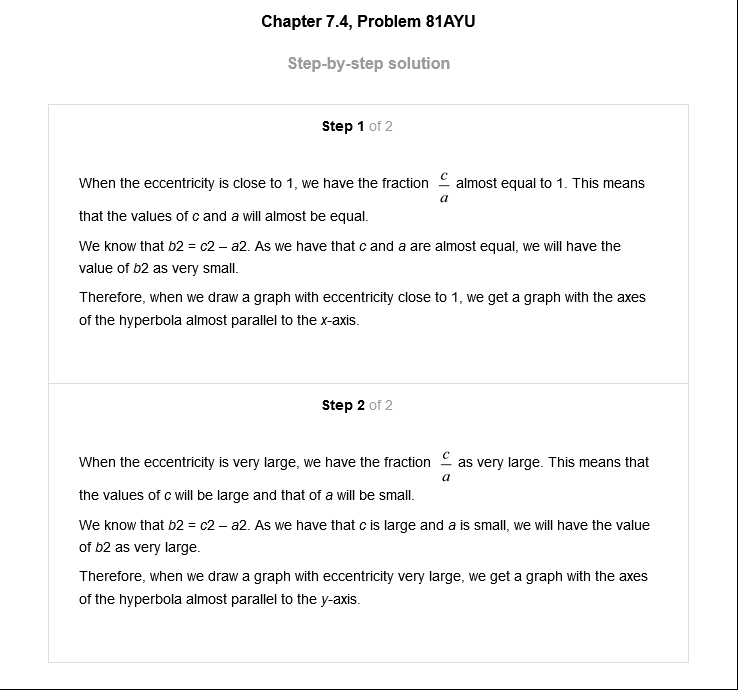 Chapter 7.4, Problem 81AYU
Step-by-step solution
Step 1 of 2
When the eccentricity is close to 1, we have the fraction c/a almost equal to 1. This means
that the values of c and a will almost be equal.
We know that b2 = c2 – a2. As we have that c and a are almost equal, we will have the
value of b2 as very small.
Therefore, when we draw a graph with eccentricity close to 1, we get a graph with the axes
of the hyperbola almost parallel to the x-axis.
Step 2 of 2
When the eccentricity is very large, we have the fraction c/a as very large. This means that
the values of c will be large and that of a will be small.
We know that b2 = c2 – a2. As we have that c is large and a is small, we will have the value
of b2 as very large.
Therefore, when we draw a graph with eccentricity very large, we get a graph with the axes
of the hyperbola almost parallel to the y-axis.